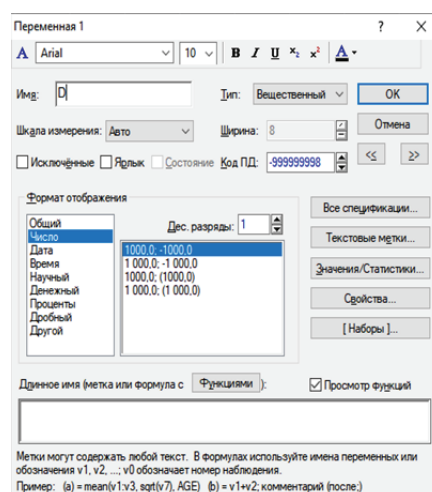 Переменная 1 ? ×
A Arial 10 B I U x₂ x² A
Имя: D Тип: Вещественный OK
Шкала измерения: Авто Ширина: 8 Отмена
Исключённые Ярлык Состояние Код ПД: -999999998 << >>
Формат отображения Все спецификации...
Общий Дес. разряды: 1
Число 1000,0; -1000,0 Текстовые метки...
Дата 1 000,0; -1 000,0
Время 1000,0; (1000,0) Значения/Статистики...
Научный 1 000,0; (1 000,0)
Денежный Свойства...
Проценты
Дробный [ Наборы ]...
Другой
Длинное имя (метка или формула с Функциями ): Просмотр функций
Метки могут содержать любой текст. В формулах используйте имена переменных или
обозначения v1, v2, ...; v0 обозначает номер наблюдения.
Пример: (a) = mean(v1:v3, sqrt(v7), AGE) (b) = v1+v2; комментарий (после;)